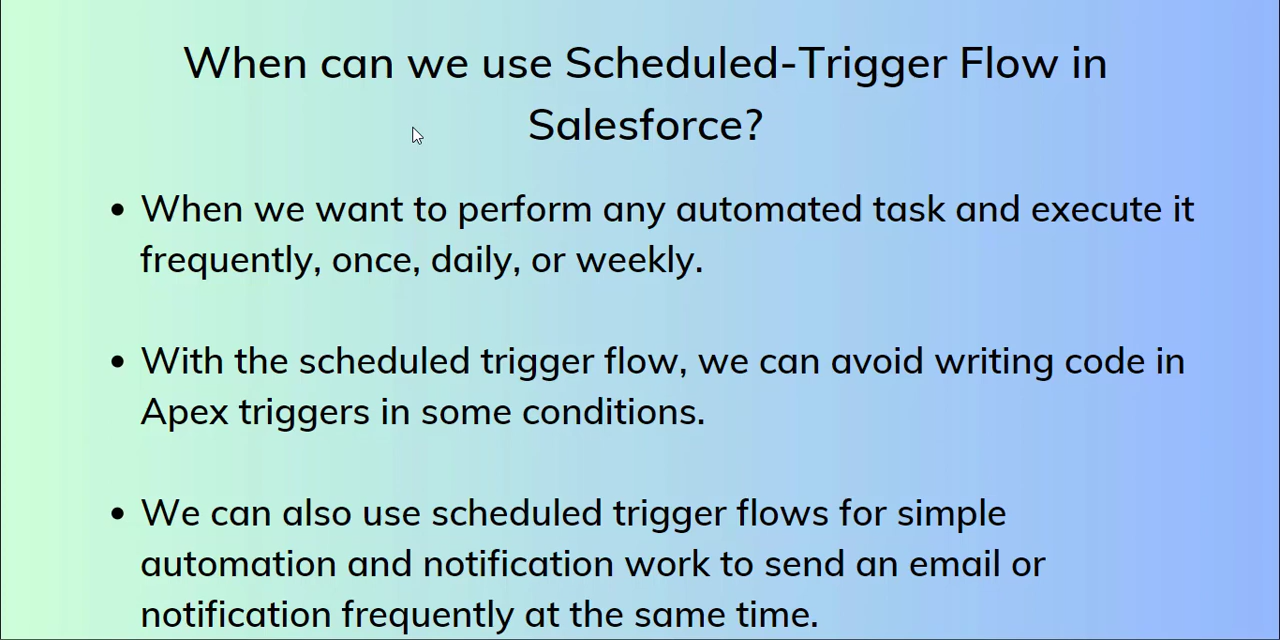 When can we use Scheduled-Trigger Flow in
Salesforce?
• When we want to perform any automated task and execute it
frequently, once, daily, or weekly.
• With the scheduled trigger flow, we can avoid writing code in
Apex triggers in some conditions.
• We can also use scheduled trigger flows for simple
automation and notification work to send an email or
notification frequently at the same time.